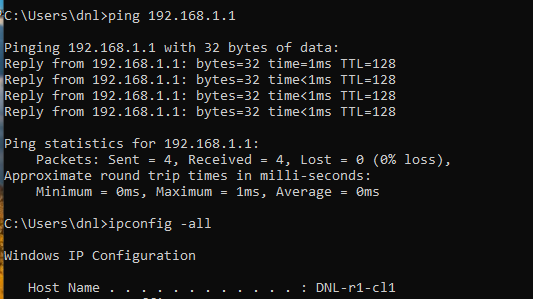 C:\Users\dnl>ping 192.168.1.1
Pinging 192.168.1.1 with 32 bytes of data:
Reply from 192.168.1.1: bytes=32 time=1ms TTL=128
Reply from 192.168.1.1: bytes=32 time<1ms TTL=128
Reply from 192.168.1.1: bytes=32 time<1ms TTL=128
Reply from 192.168.1.1: bytes=32 time<1ms TTL=128
Ping statistics for 192.168.1.1:
    Packets: Sent = 4, Received = 4, Lost = 0 (0% loss),
Approximate round trip times in milli-seconds:
    Minimum = 0ms, Maximum = 1ms, Average = 0ms
C:\Users\dnl>ipconfig -all
Windows IP Configuration
   Host Name . . . . . . . . . . . . : DNL-r1-cl1